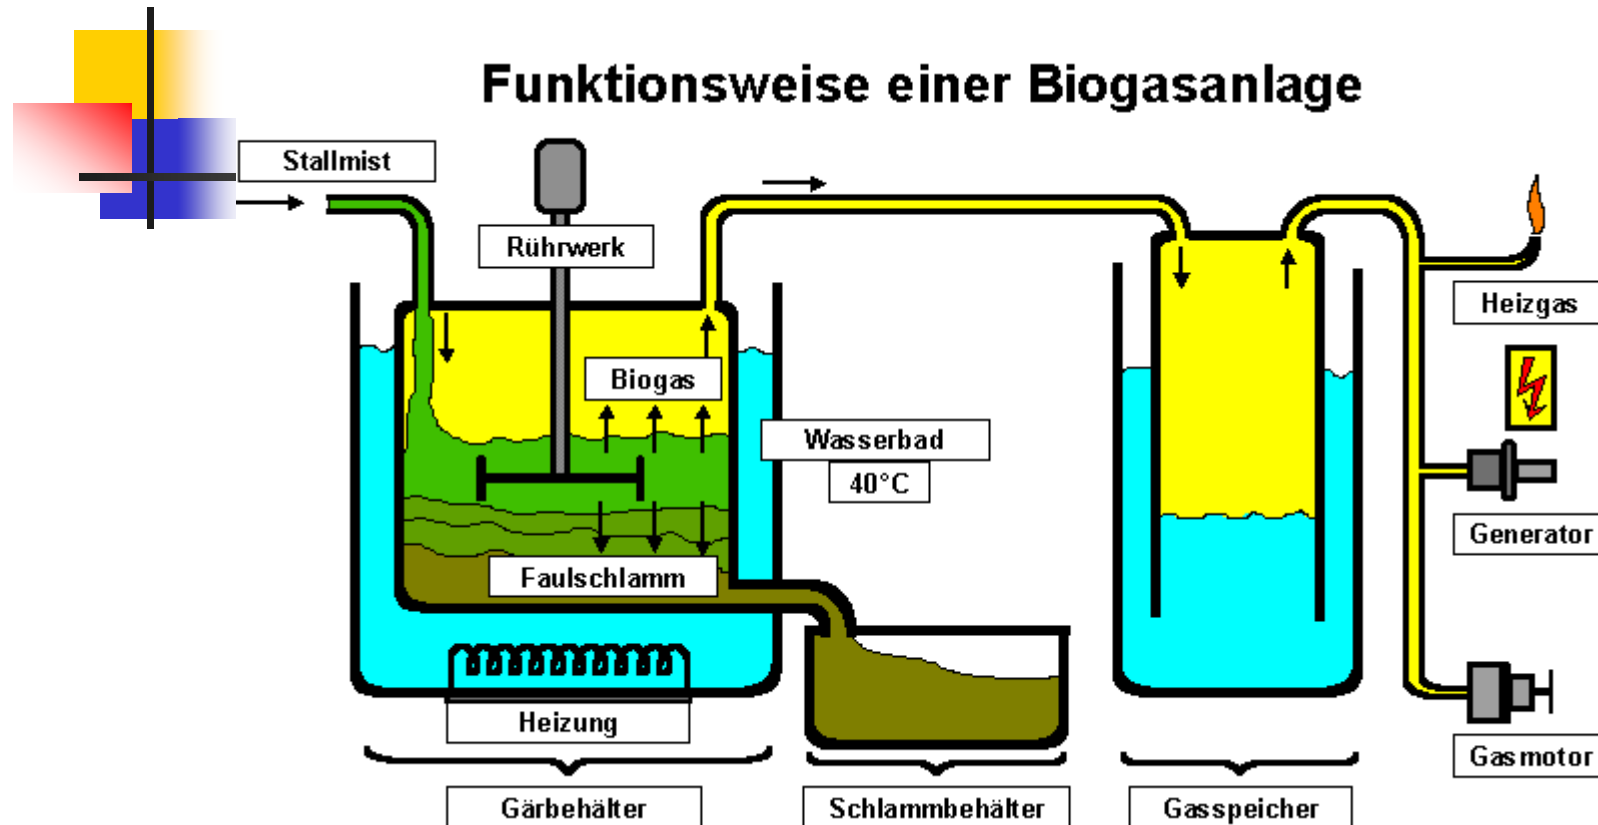 Funktionsweise einer Biogasanlage
Stallmist
Rührwerk
Biogas
Wasserbad
40°C
Faulschlamm
Heizung
Heizgas
Generator
Gasmotor
Gärbehälter
Schlammbehälter
Gasspeicher